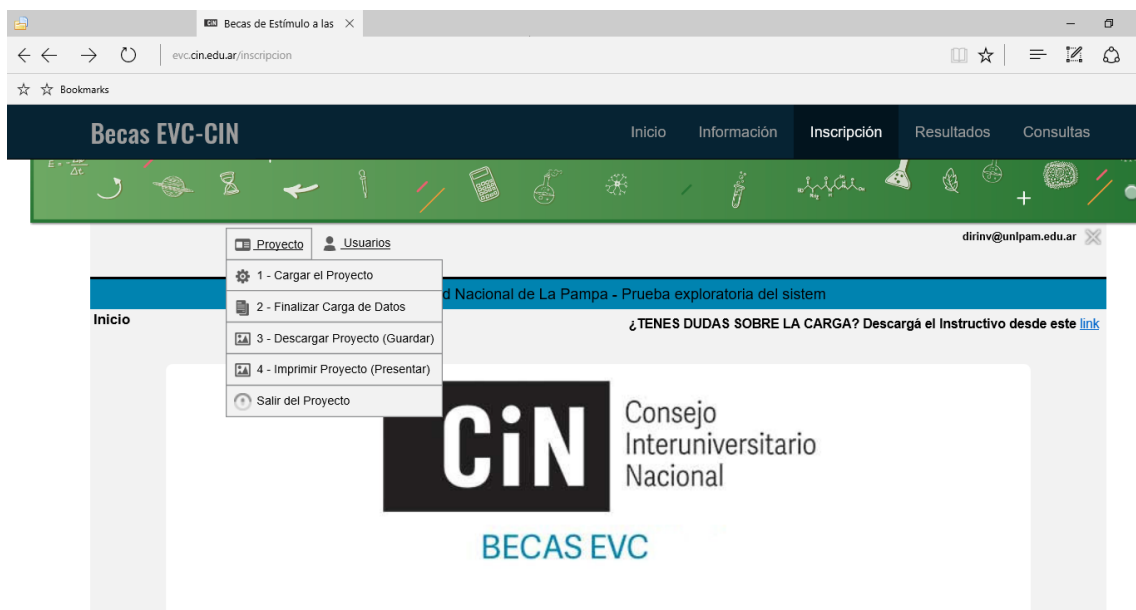 CIN Becas de Estímulo a las
evc.cin.edu.ar/inscripcion
Bookmarks
Becas EVC-CIN
Inicio Información Inscripción Resultados Consultas
Proyecto Usuarios
dirinv@unlpam.edu.ar
1 - Cargar el Proyecto
d Nacional de La Pampa - Prueba exploratoria del sistem
2 - Finalizar Carga de Datos
Inicio
¿TENES DUDAS SOBRE LA CARGA? Descargá el Instructivo desde este link
3 - Descargar Proyecto (Guardar)
4 - Imprimir Proyecto (Presentar)
Salir del Proyecto
CiN
Consejo
Interuniversitario
Nacional
BECAS EVC